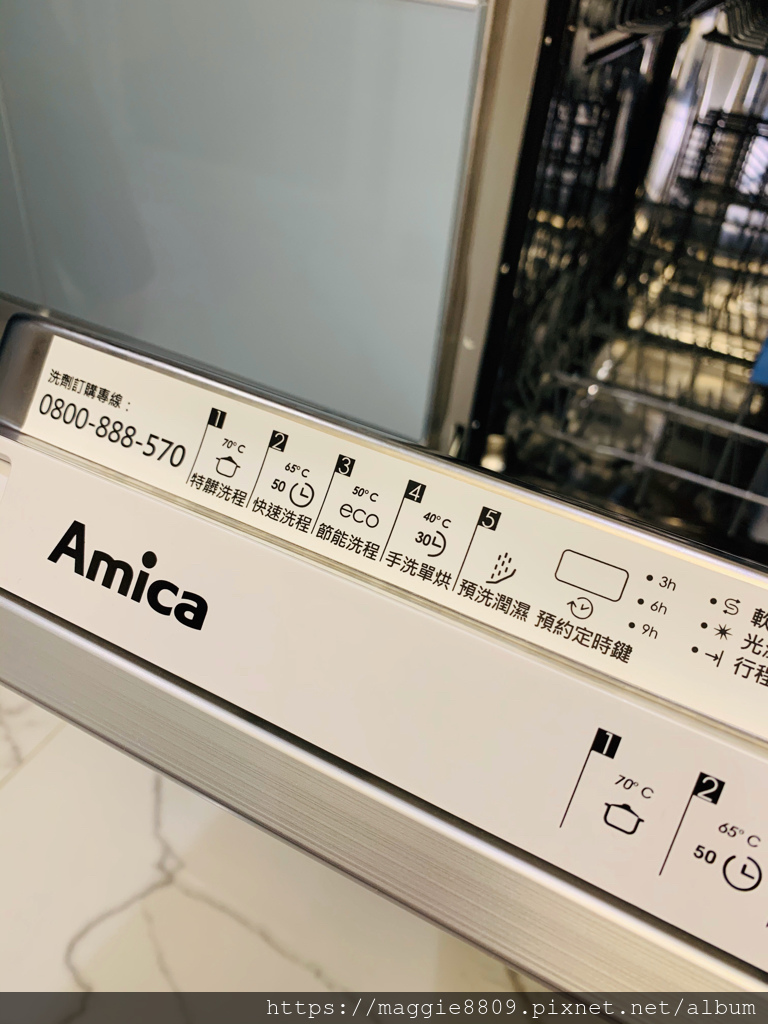 洗劑訂購專線：
0800-888-570
1
70°C
特髒洗程
2
65°C
50
快速洗程
3
50°C
eco
節能洗程
4
40°C
30
手洗單烘
5
預洗潤濕
預約定時鍵
3h
6h
9h
軟
光
行程
Amica
1
70°C
2
65°C
50
https://maggie8809.pixnet.net/album